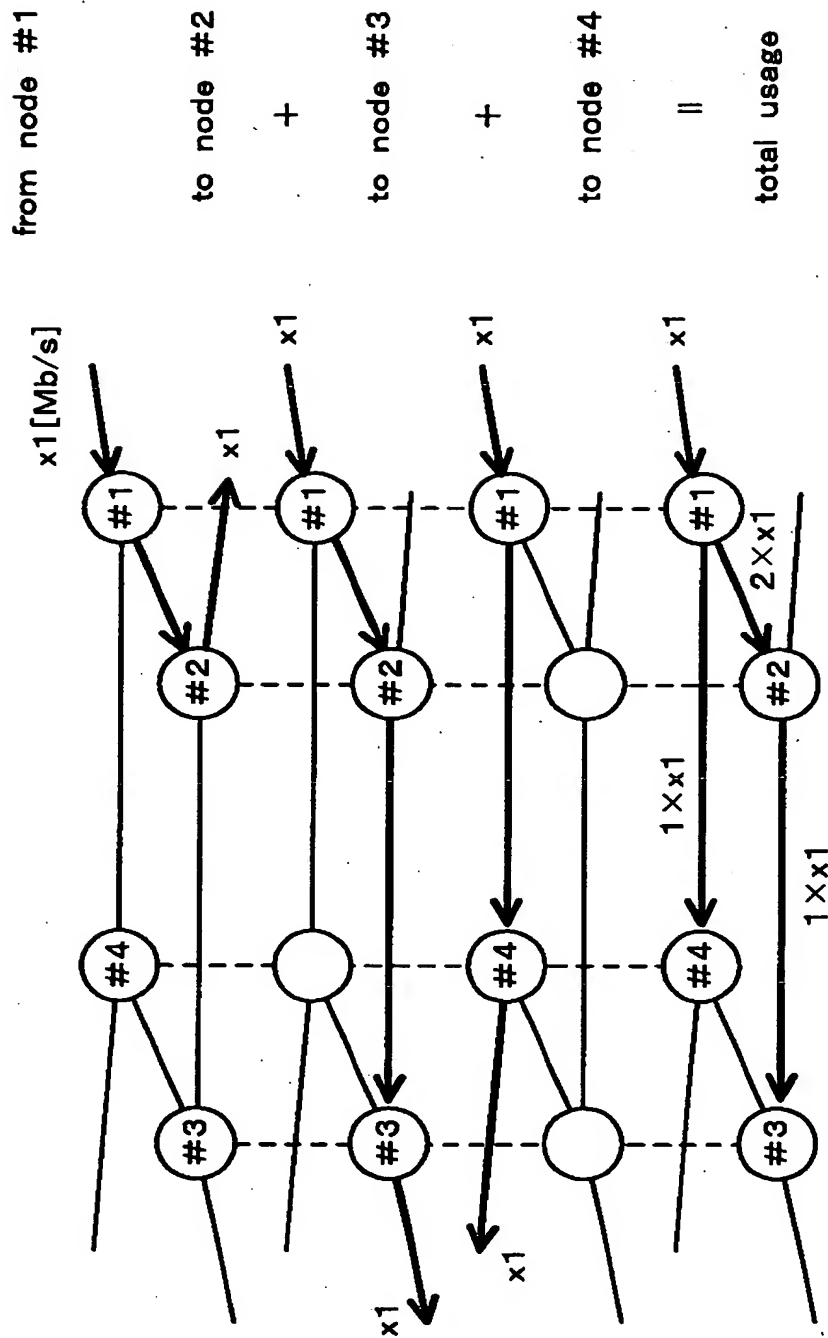 from node #1
x1[Mb/s]
#4 #1
#3 #2 to node #2
x1
x1 +
#1
x1 #3 #2 to node #3
x1 +
#4 #1
x1
to node #4
1×x1 x1 =
#4 #1
2×x1
#3 #2 total usage
1×x1